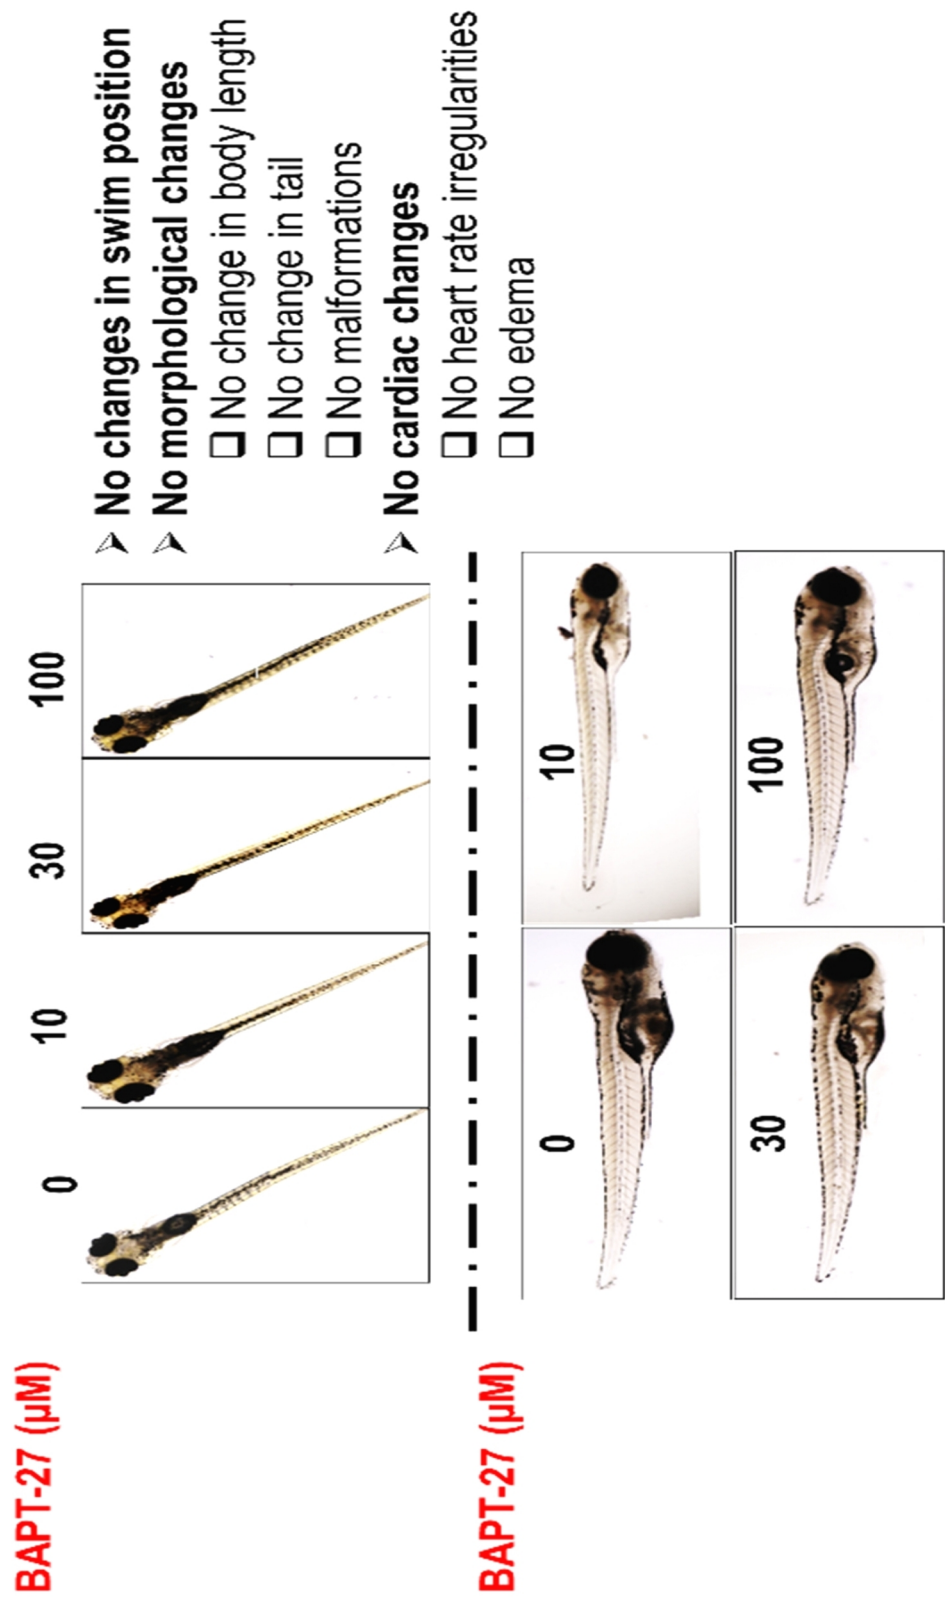 BAPT-27 (µM)
0 10 30 100
➢ No changes in swim position
➢ No morphological changes
❑ No change in body length
❑ No change in tail
❑ No malformations
➢ No cardiac changes
❑ No heart rate irregularities
❑ No edema
BAPT-27 (µM)
0 10
30 100